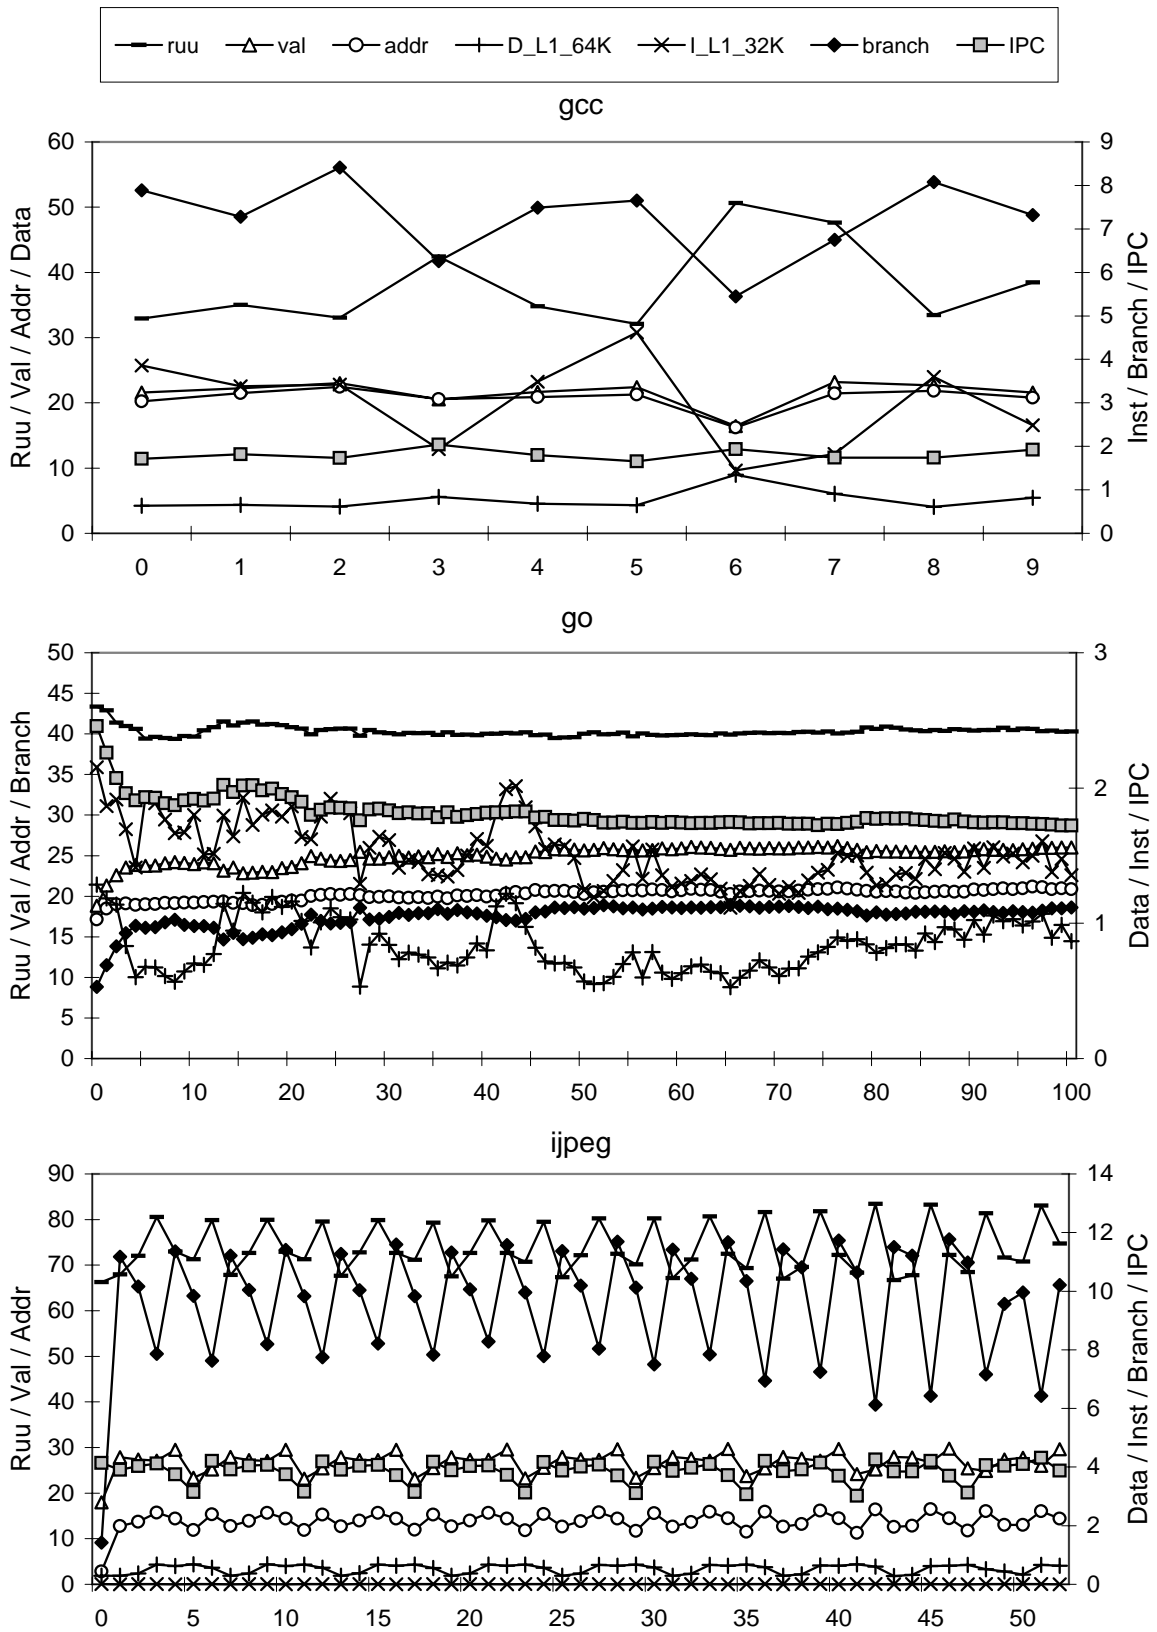 ruu val addr D_L1_64K I_L1_32K branch IPC
gcc
60 50 40 30 20 10 0
Ruu / Val / Addr / Data
9 8 7 6 5 4 3 2 1 0
Inst / Branch / IPC
0 1 2 3 4 5 6 7 8 9
go
50 45 40 35 30 25 20 15 10 5 0
Ruu / Val / Addr / Branch
3 2 1 0
Data / Inst / IPC
0 10 20 30 40 50 60 70 80 90 100
ijpeg
90 80 70 60 50 40 30 20 10 0
Ruu / Val / Addr
14 12 10 8 6 4 2 0
Data / Inst / Branch / IPC
0 5 10 15 20 25 30 35 40 45 50